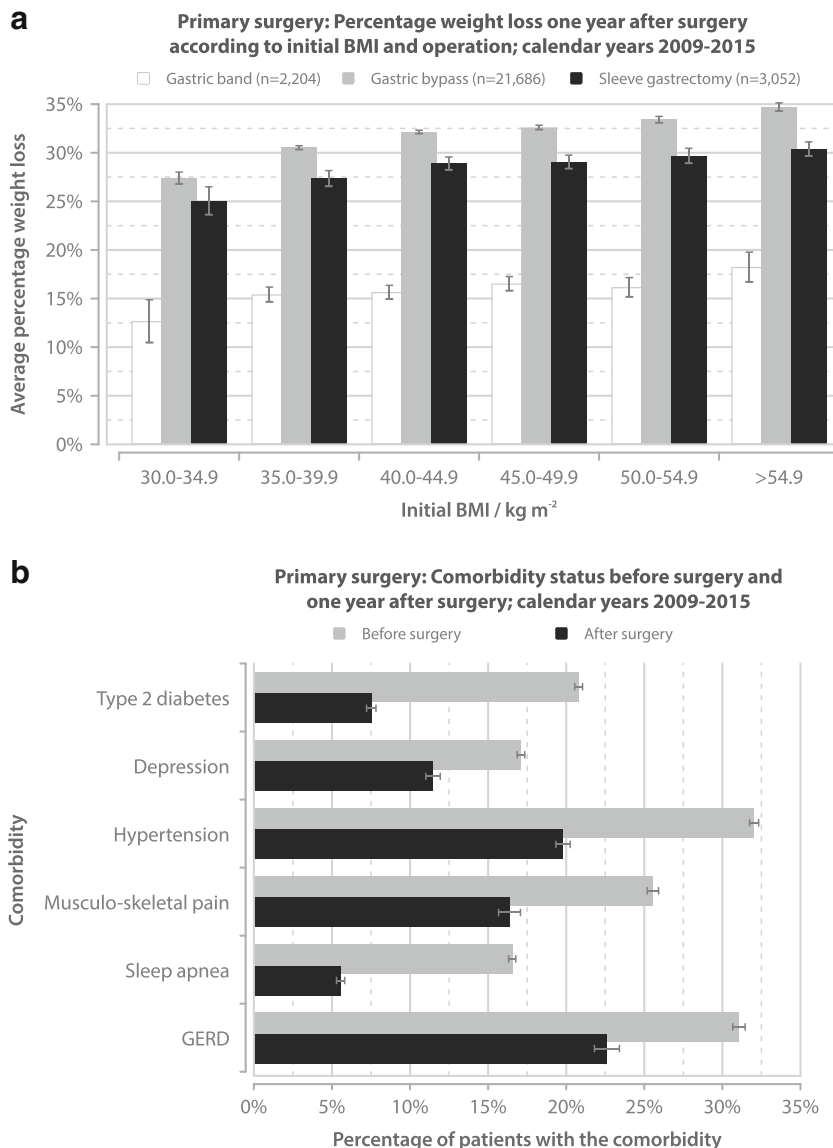 a
Primary surgery: Percentage weight loss one year after surgery
according to initial BMI and operation; calendar years 2009-2015
Gastric band (n=2,204) Gastric bypass (n=21,686) Sleeve gastrectomy (n=3,052)
Average percentage weight loss
35%
30%
25%
20%
15%
10%
5%
0%
30.0-34.9 35.0-39.9 40.0-44.9 45.0-49.9 50.0-54.9 >54.9
Initial BMI / kg m⁻²
b
Primary surgery: Comorbidity status before surgery and
one year after surgery; calendar years 2009-2015
Before surgery After surgery
Comorbidity
Type 2 diabetes
Depression
Hypertension
Musculo-skeletal pain
Sleep apnea
GERD
0% 5% 10% 15% 20% 25% 30% 35%
Percentage of patients with the comorbidity